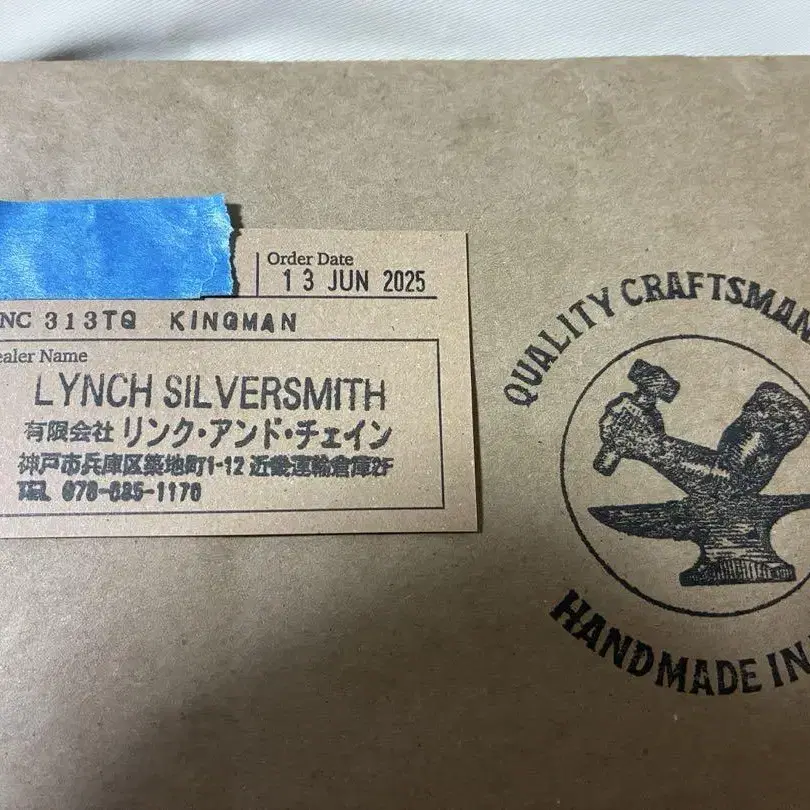 Order Date
13 JUN 2025
NC 313TQ KINGMAN
ealer Name
LYNCH SILVERSMITH
有限会社 リンク・アンド・チェイン
神戸市兵庫区築地町1-12 近畿運輸倉庫2F
TEL 078-685-1170
QUALITY CRAFTSMAN
HANDMADE IN